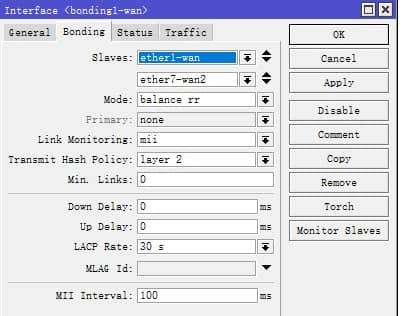 Interface <bonding1-wan>
General Bonding Status Traffic
Slaves: ether1-wan
ether7-wan2
Mode: balance rr
Primary: none
Link Monitoring: mii
Transmit Hash Policy: layer 2
Min. Links: 0
Down Delay: 0 ms
Up Delay: 0 ms
LACP Rate: 30 s
MLAG Id:
MII Interval: 100 ms
OK
Cancel
Apply
Disable
Comment
Copy
Remove
Torch
Monitor Slaves